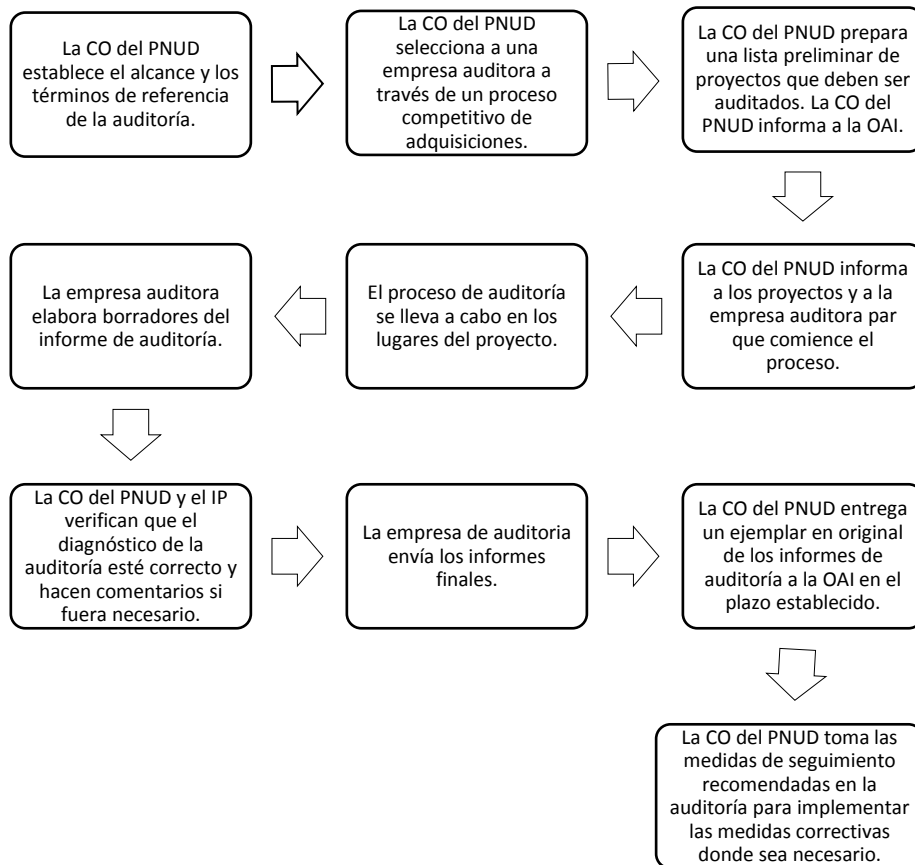 La CO del PNUD
establece el alcance y los
términos de referencia
de la auditoría.
La CO del PNUD
selecciona a una
empresa auditora a
través de un proceso
competitivo de
adquisiciones.
La CO del PNUD prepara
una lista preliminar de
proyectos que deben ser
auditados. La CO del
PNUD informa a la OAI.
La CO del PNUD informa
a los proyectos y a la
empresa auditora par
que comience el
proceso.
El proceso de auditoría
se lleva a cabo en los
lugares del proyecto.
La empresa auditora
elabora borradores del
informe de auditoría.
La CO del PNUD y el IP
verifican que el
diagnóstico de la
auditoría esté correcto y
hacen comentarios si
fuera necesario.
La empresa de auditoria
envía los informes
finales.
La CO del PNUD entrega
un ejemplar en original
de los informes de
auditoría a la OAI en el
plazo establecido.
La CO del PNUD toma las
medidas de seguimiento
recomendadas en la
auditoría para implementar
las medidas correctivas
donde sea necesario.